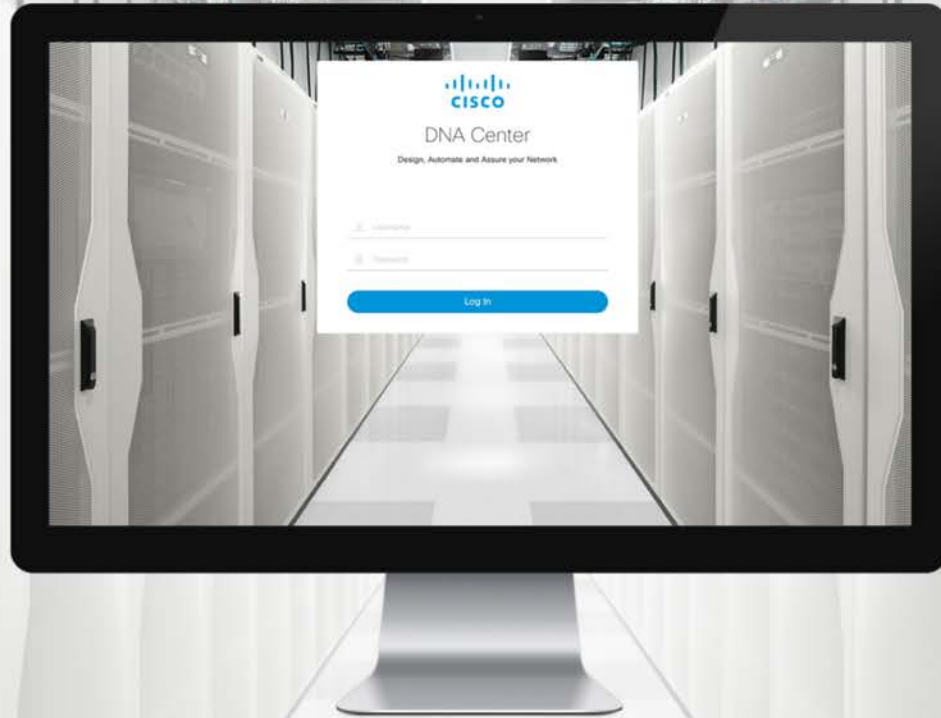 CISCO
DNA Center
Design, Automate and Assure your Network
Username
Password
Log In